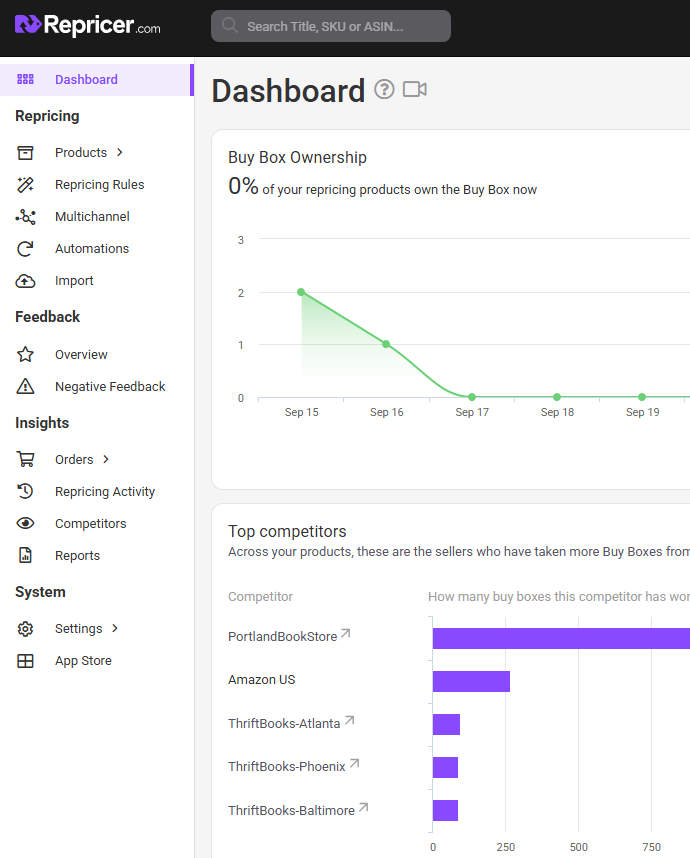 Repricer.com
Search Title, SKU or ASIN...
Dashboard
Repricing
Products
Repricing Rules
Multichannel
Automations
Import
Feedback
Overview
Negative Feedback
Insights
Orders
Repricing Activity
Competitors
Reports
System
Settings
App Store
Dashboard ?
Buy Box Ownership
0% of your repricing products own the Buy Box now
3
2
1
0
Sep 15 Sep 16 Sep 17 Sep 18 Sep 19
Top competitors
Across your products, these are the sellers who have taken more Buy Boxes from
Competitor How many buy boxes this competitor has won
PortlandBookStore
Amazon US
ThriftBooks-Atlanta
ThriftBooks-Phoenix
ThriftBooks-Baltimore
0 250 500 750